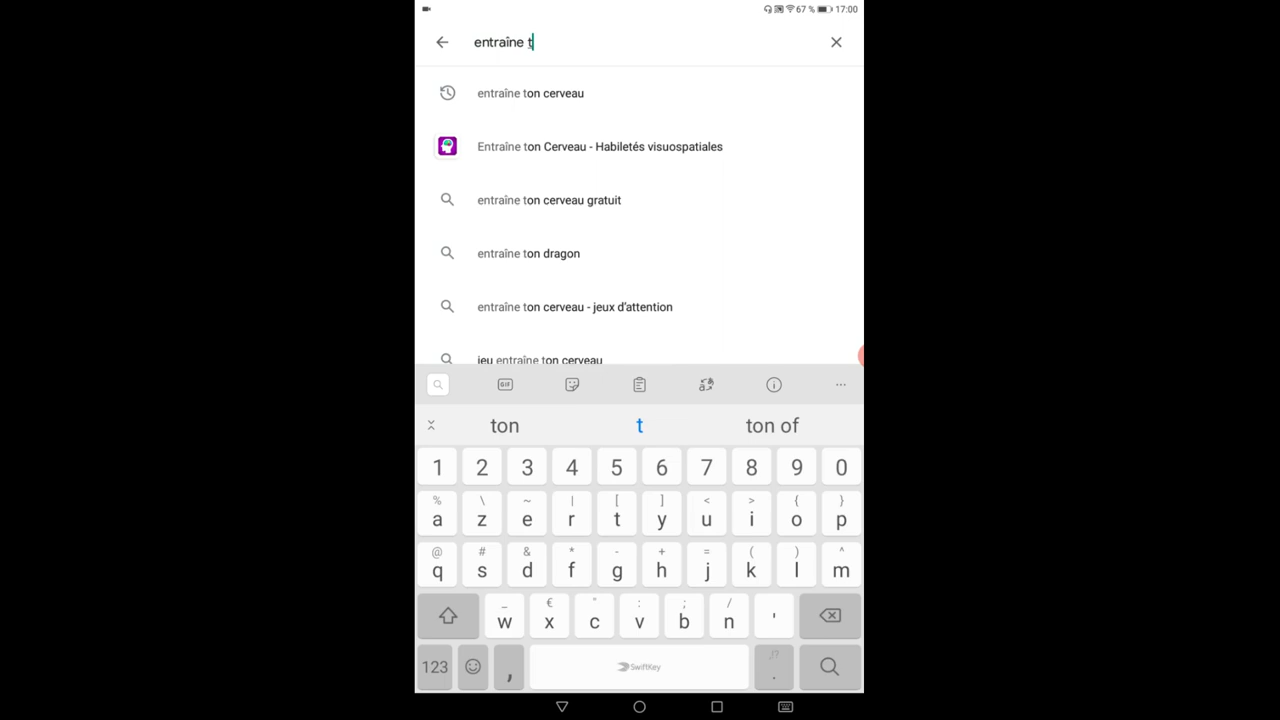 67 % 17:00
entraîne t
entraîne ton cerveau
Entraîne ton Cerveau - Habiletés visuospatiales
entraîne ton cerveau gratuit
entraîne ton dragon
entraîne ton cerveau - jeux d'attention
jeu entraîne ton cerveau
GIF
ton t ton of
1 2 3 4 5 6 7 8 9 0
% \ ~ | [ ] < > { }
a z e r t y u i o p
@ # & * - + = ( ) ^
q s d f g h j k l m
_ € " : ; /
w x c v b n '
,!?
123 , SwiftKey .